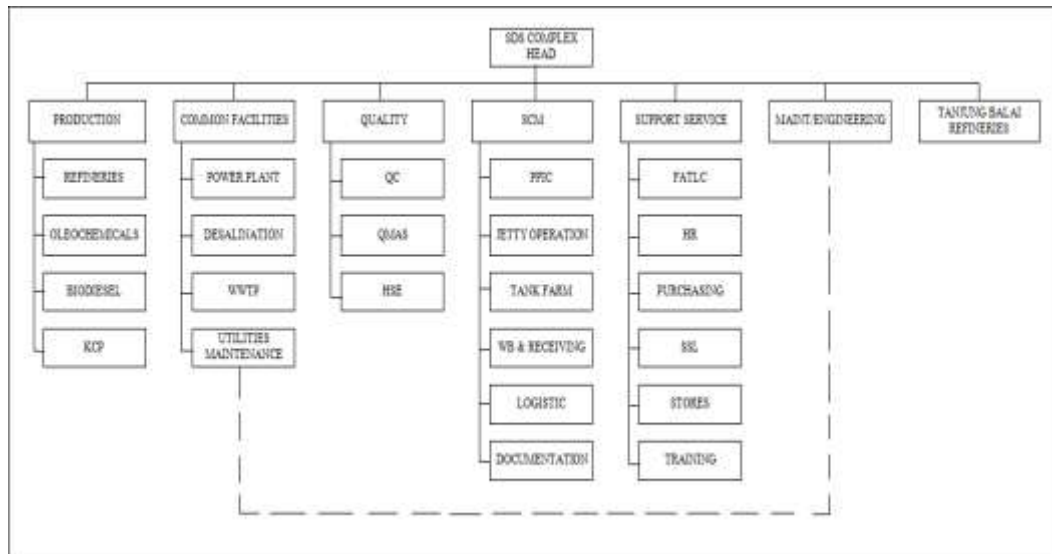 SDS COMPLEX
HEAD
PRODUCTION
COMMON FACILITIES
QUALITY
SCM
SUPPORT SERVICE
MAINT/ENGINEERING
TANJUNG BALAI
REFINERIES
REFINERIES
POWER PLANT
QC
PPIC
FATLC
OLEOCHEMICALS
DESALINATION
QMAS
JETTY OPERATION
HR
BIODIESEL
WWTP
HSE
TANK FARM
PURCHASING
KCP
UTILITIES
MAINTENANCE
WB & RECEIVING
SSL
LOGISTIC
STORES
DOCUMENTATION
TRAINING